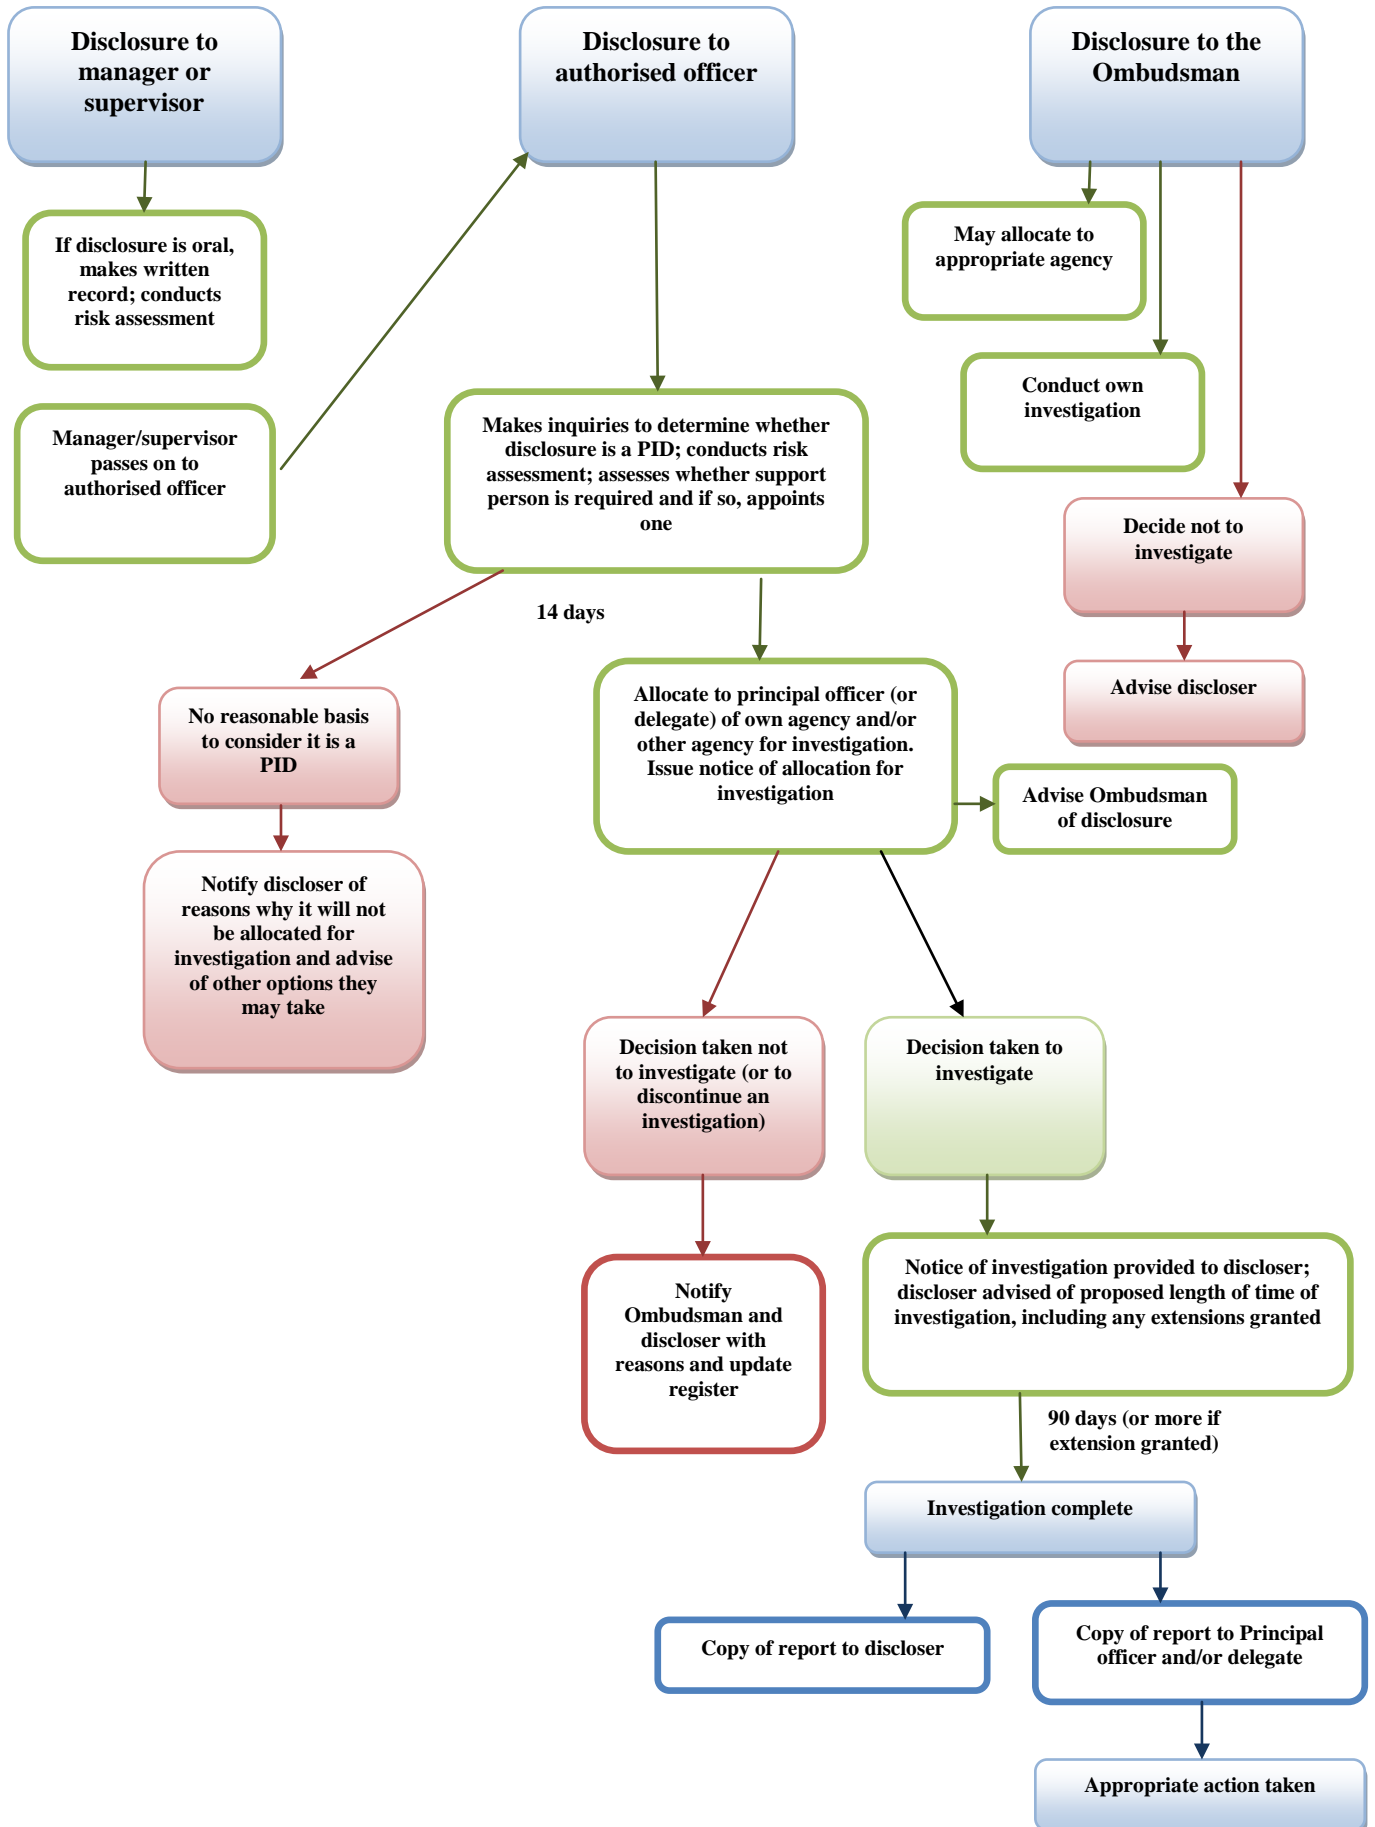 Disclosure to
manager or
supervisor
Disclosure to
authorised officer
Disclosure to the
Ombudsman
If disclosure is oral,
makes written
record; conducts
risk assessment
May allocate to
appropriate agency
Manager/supervisor
passes on to
authorised officer
Makes inquiries to determine whether
disclosure is a PID; conducts risk
assessment; assesses whether support
person is required and if so, appoints
one
Conduct own
investigation
Decide not to
investigate
Advise discloser
14 days
No reasonable basis
to consider it is a
PID
Allocate to principal officer (or
delegate) of own agency and/or
other agency for investigation.
Issue notice of allocation for
investigation
Advise Ombudsman
of disclosure
Notify discloser of
reasons why it will not
be allocated for
investigation and advise
of other options they
may take
Decision taken not
to investigate (or to
discontinue an
investigation)
Decision taken to
investigate
Notify
Ombudsman and
discloser with
reasons and update
register
Notice of investigation provided to discloser;
discloser advised of proposed length of time of
investigation, including any extensions granted
90 days (or more if
extension granted)
Investigation complete
Copy of report to discloser
Copy of report to Principal
officer and/or delegate
Appropriate action taken